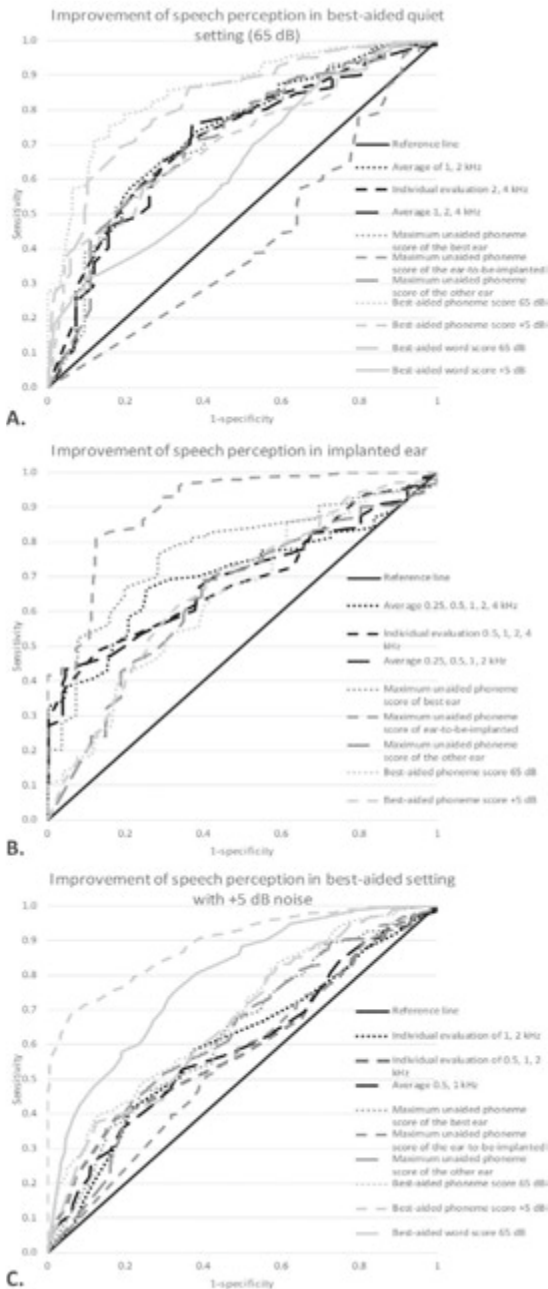 Improvement of speech perception in best-aided quiet
setting (65 dB)
1.0
0.9
0.8
0.7
0.6
0.5
0.4
0.3
0.2
0.1
0.0
Sensitivity
0
0.2
0.4
0.6
0.8
1
1-specificity
Reference line
Average of 1, 2 kHz
Individual evaluation 2, 4 kHz
Average 1, 2, 4 kHz
Maximum unaided phoneme
score of the best ear
Maximum unaided phoneme
score of the ear-to-be-implanted
Maximum unaided phoneme
score of the other ear
Best-aided phoneme score 65 dB
Best-aided phoneme score +5 dB
Best-aided word score 65 dB
Best-aided word score +5 dB
A.
Improvement of speech perception in implanted ear
1.0
0.9
0.8
0.7
0.6
0.5
0.4
0.3
0.2
0.1
0.0
Sensitivity
0
0.2
0.4
0.6
0.8
1
1-specificity
Reference line
Average 0.25, 0.5, 1, 2, 4 kHz
Individual evaluation 0.5, 1, 2, 4
kHz
Average 0.25, 0.5, 1, 2 kHz
Maximum unaided phoneme
score of best ear
Maximum unaided phoneme
score of ear-to-be-implanted
Maximum unaided phoneme
score of the other ear
Best-aided phoneme score 65 dB
Best-aided phoneme score +5 dB
B.
Improvement of speech perception in best-aided setting
with +5 dB noise
1.0
0.9
0.8
0.7
0.6
0.5
0.4
0.3
0.2
0.1
0.0
Sensitivity
0
0.2
0.4
0.6
0.8
1
1-specificity
Reference line
Individual evaluation of 1, 2 kHz
Individual evaluation of 0.5, 1, 2
kHz
Average 0.5, 1 kHz
Maximum unaided phoneme
score of the best ear
Maximum unaided phoneme
score of the ear to-be-implanted
Maximum unaided phoneme
score of the other ear
Best-aided phoneme score 65 dB
Best-aided phoneme score +5 dB
Best-aided word score 65 dB
C.